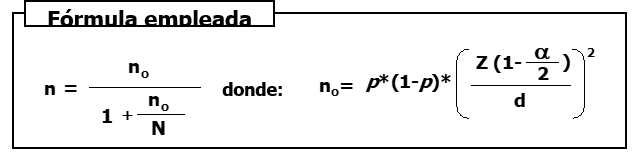 Fórmula empleada
n = n₀ / (1 + n₀/N) donde: n₀= p*(1-p)* ( Z (1- α/2 ) / d )²